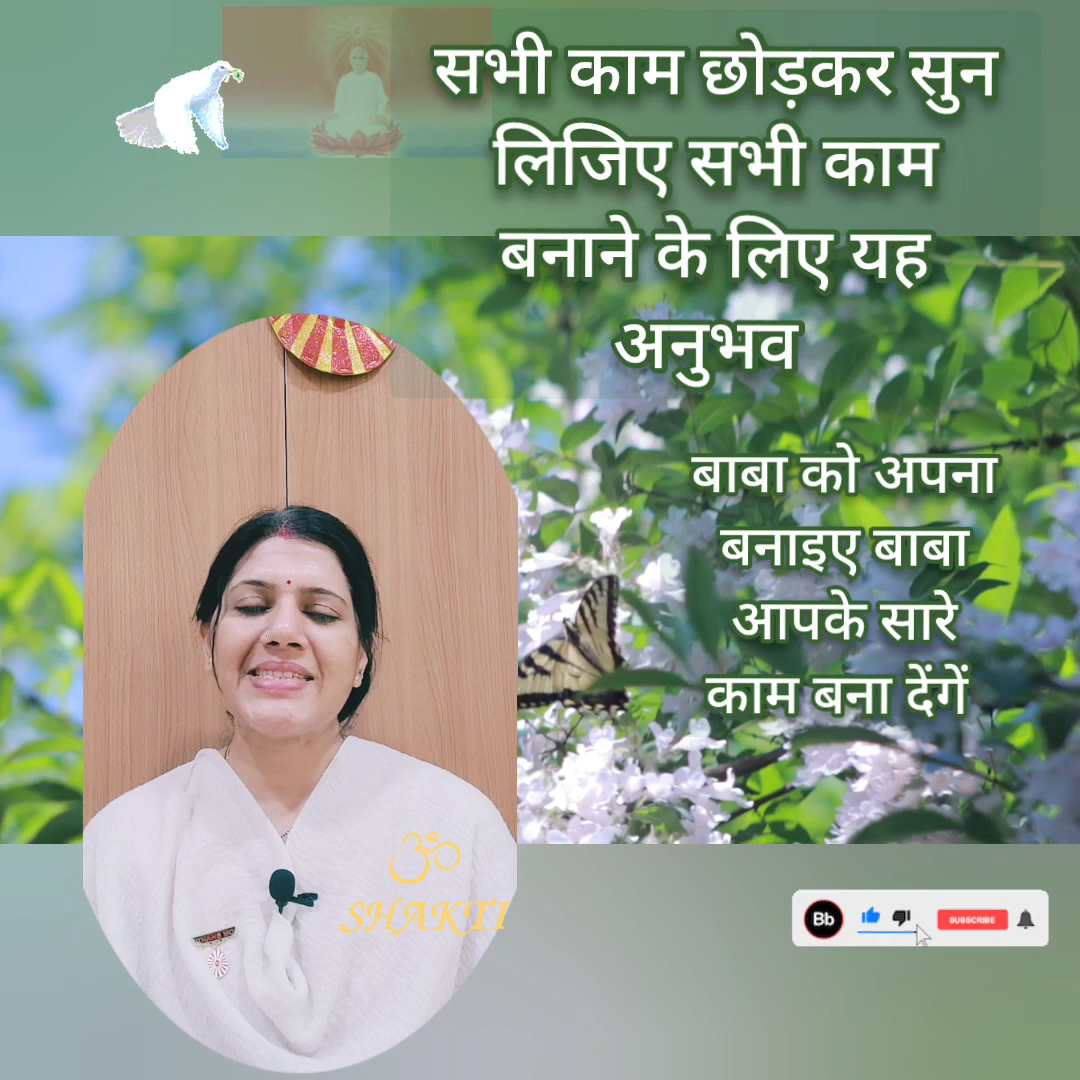 सभी काम छोड़कर सुन
लिजिए सभी काम
बनाने के लिए यह
अनुभव
बाबा को अपना
बनाइए बाबा
आपके सारे
काम बना देंगें
ॐ
SHAKTI
Bb
SUBSCRIBE